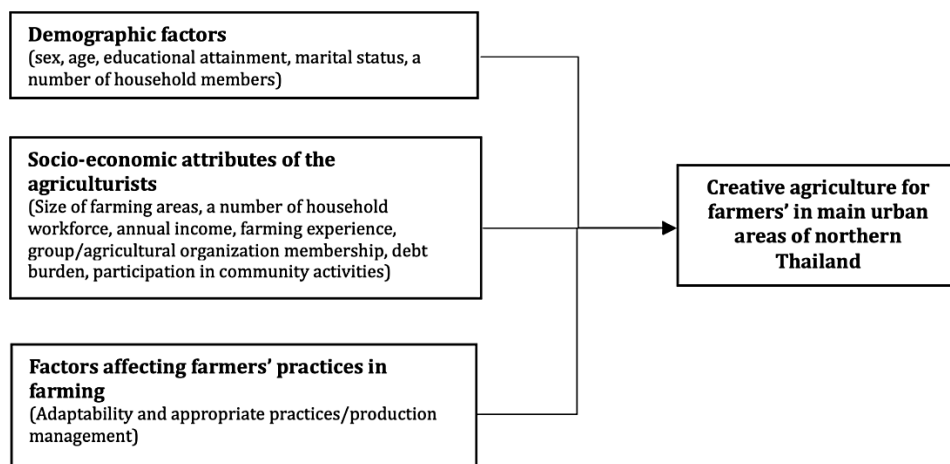 Demographic factors
(sex, age, educational attainment, marital status, a
number of household members)
Socio-economic attributes of the
agriculturists
(Size of farming areas, a number of household
workforce, annual income, farming experience,
group/agricultural organization membership, debt
burden, participation in community activities)
Creative agriculture for
farmers’ in main urban
areas of northern
Thailand
Factors affecting farmers’ practices in
farming
(Adaptability and appropriate practices/production
management)